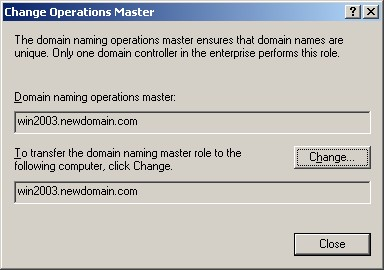 Change Operations Master
The domain naming operations master ensures that domain names are
unique. Only one domain controller in the enterprise performs this role.
Domain naming operations master:
win2003.newdomain.com
To transfer the domain naming master role to the
following computer, click Change.
Change...
win2003.newdomain.com
Close